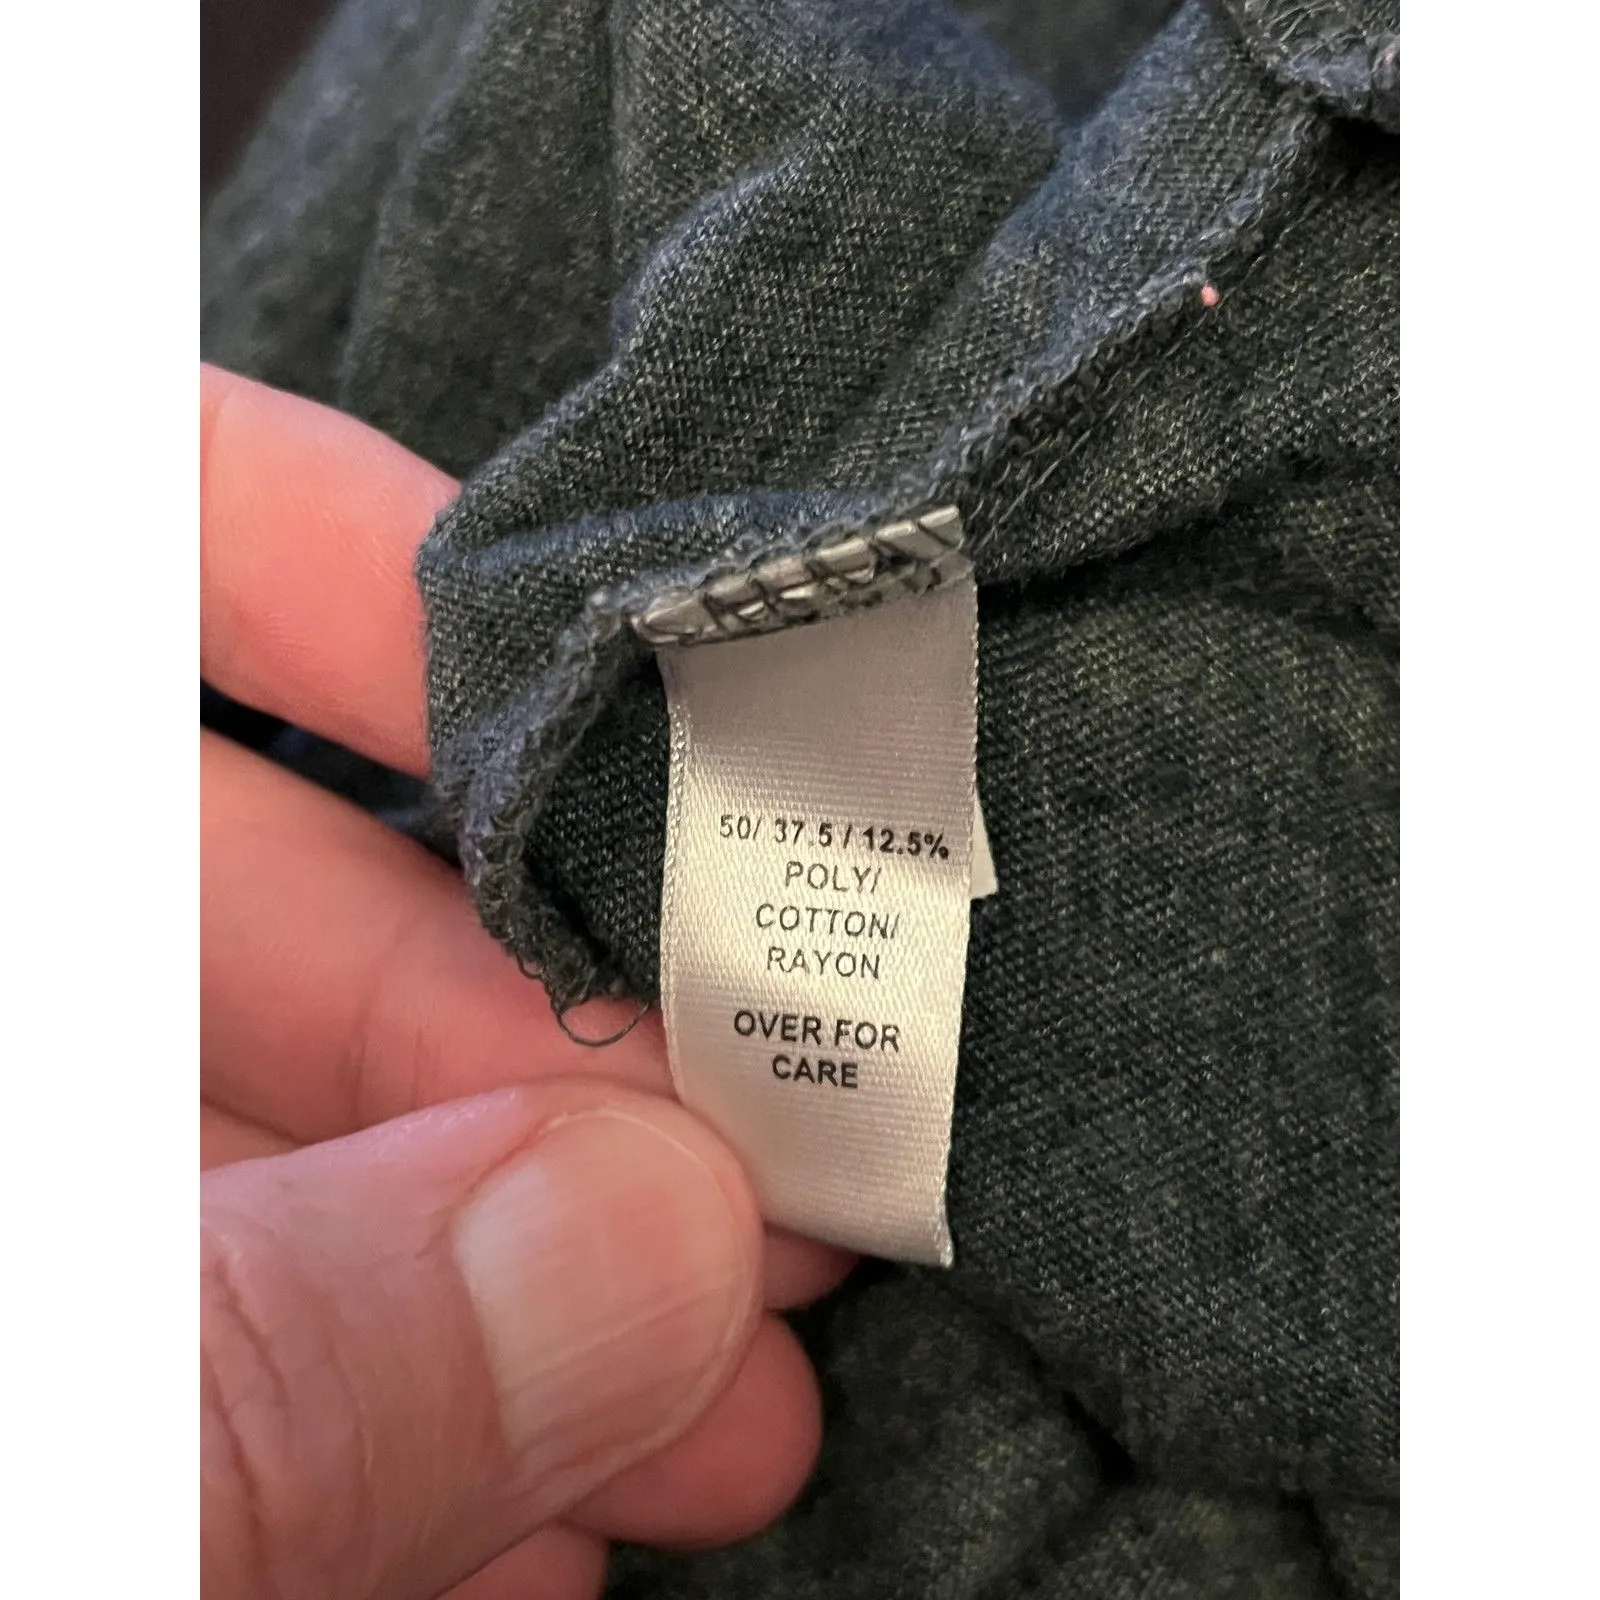 50/ 37.5 / 12.5%
POLY/
COTTON/
RAYON
OVER FOR
CARE